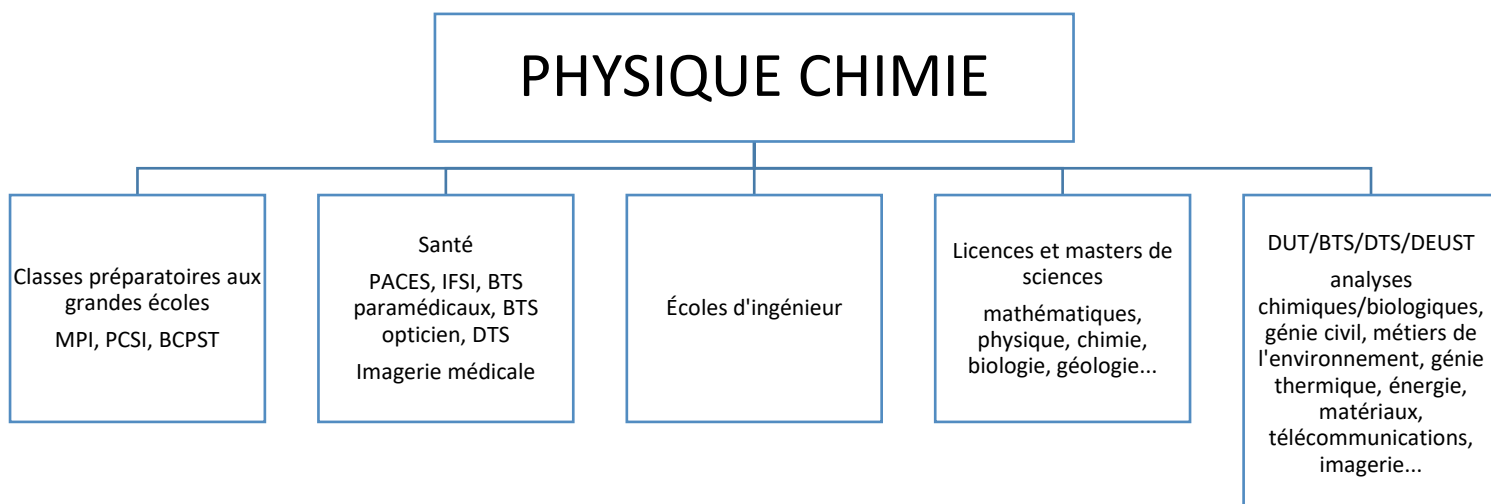 PHYSIQUE CHIMIE
Classes préparatoires aux
grandes écoles
MPI, PCSI, BCPST
Santé
PACES, IFSI, BTS
paramédicaux, BTS
opticien, DTS
Imagerie médicale
Écoles d'ingénieur
Licences et masters de
sciences
mathématiques,
physique, chimie,
biologie, géologie...
DUT/BTS/DTS/DEUST
analyses
chimiques/biologiques,
génie civil, métiers de
l'environnement, génie
thermique, énergie,
matériaux,
télécommunications,
imagerie...